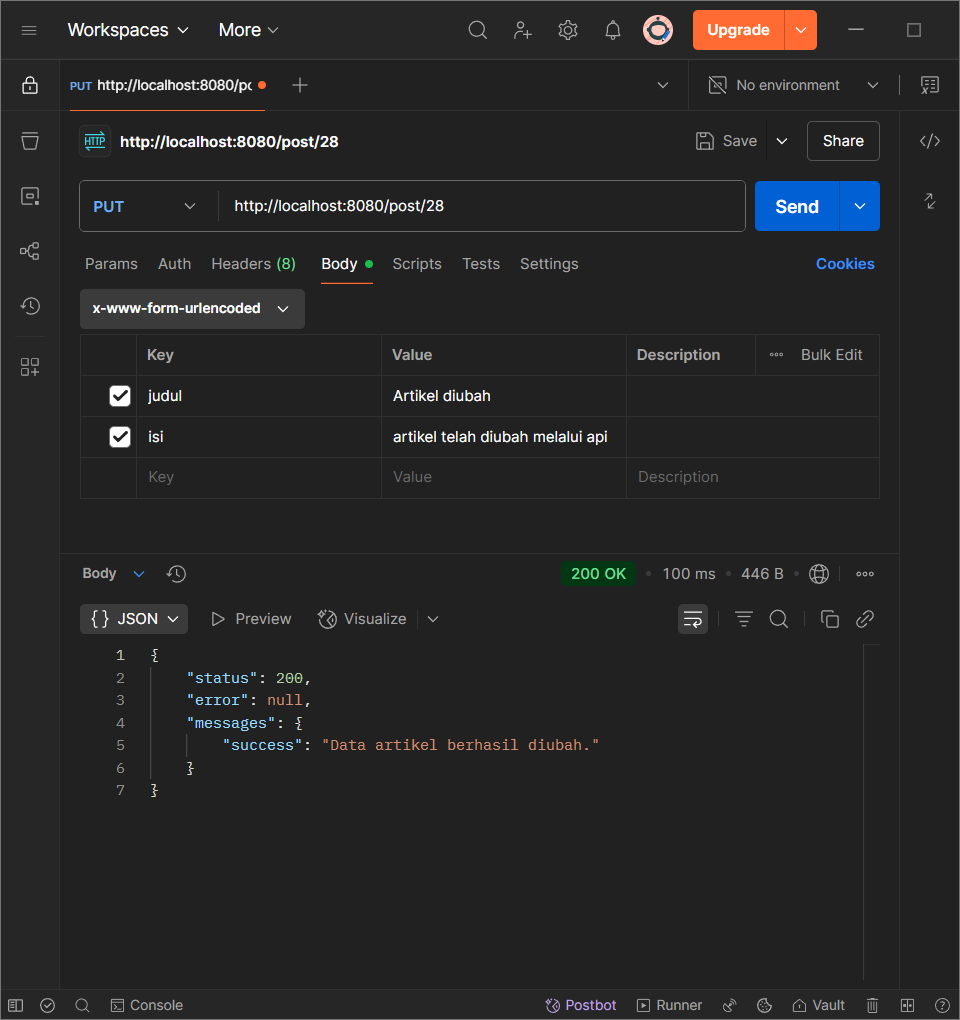 Workspaces More Upgrade
PUT http://localhost:8080/pc No environment
HTTP http://localhost:8080/post/28 Save Share
PUT http://localhost:8080/post/28 Send
Params Auth Headers (8) Body Scripts Tests Settings Cookies
x-www-form-urlencoded
Key Value Description Bulk Edit
judul Artikel diubah
isi artikel telah diubah melalui api
Key Value Description
Body 200 OK 100 ms 446 B
{} JSON Preview Visualize
1 {
2 "status": 200,
3 "error": null,
4 "messages": {
5 "success": "Data artikel berhasil diubah."
6 }
7 }
Console Postbot Runner Vault